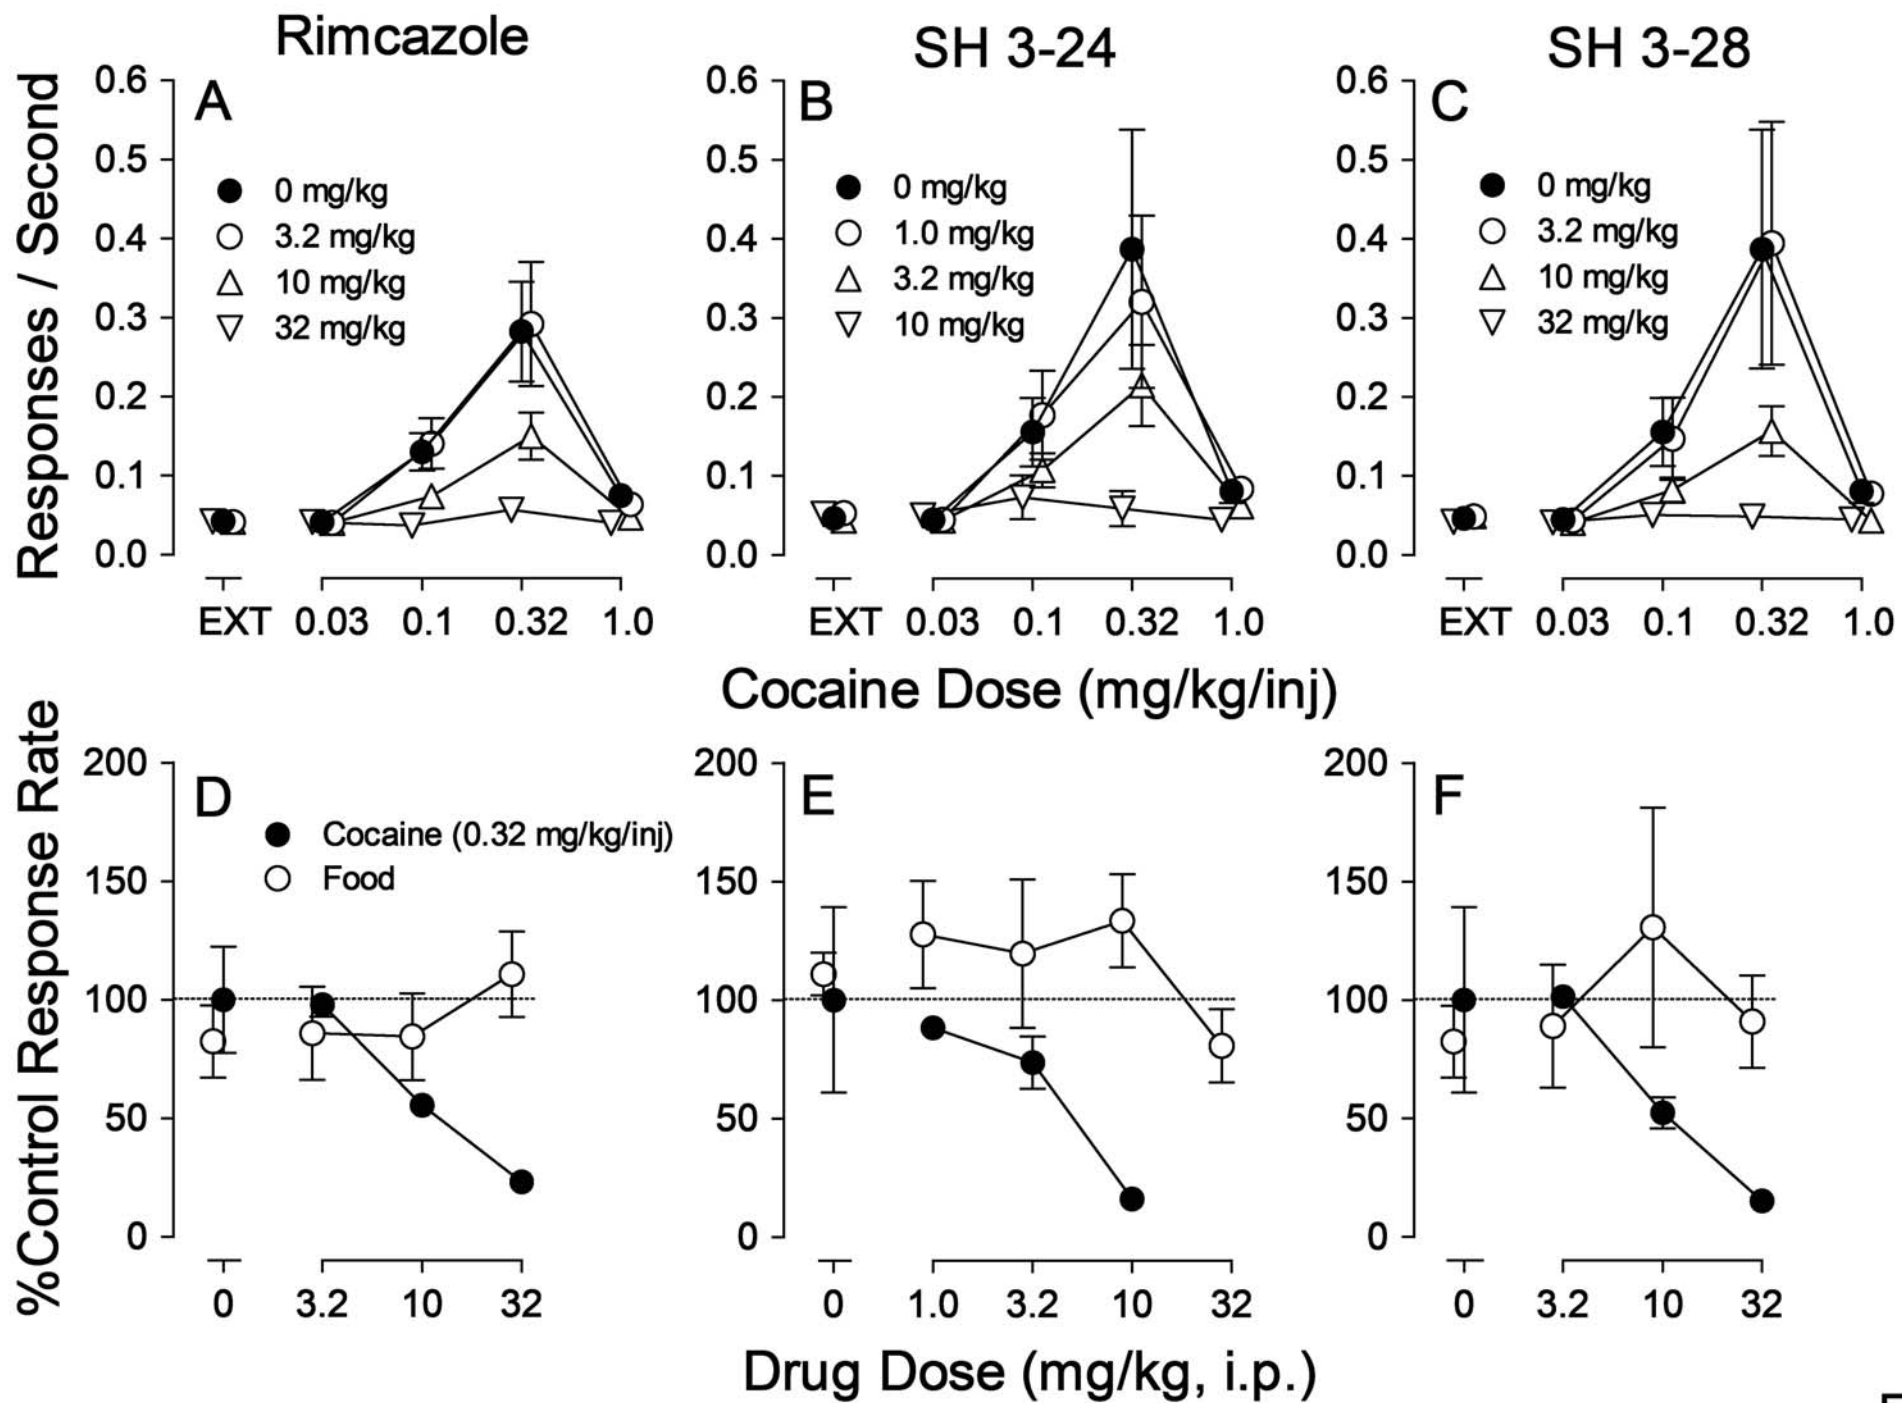 Rimcazole
SH 3-24
SH 3-28
Responses / Second
0.6
0.5
0.4
0.3
0.2
0.1
0.0
A
0 mg/kg
3.2 mg/kg
10 mg/kg
32 mg/kg
EXT 0.03 0.1 0.32 1.0
0.6
0.5
0.4
0.3
0.2
0.1
0.0
B
0 mg/kg
1.0 mg/kg
3.2 mg/kg
10 mg/kg
EXT 0.03 0.1 0.32 1.0
0.6
0.5
0.4
0.3
0.2
0.1
0.0
C
0 mg/kg
3.2 mg/kg
10 mg/kg
32 mg/kg
EXT 0.03 0.1 0.32 1.0
Cocaine Dose (mg/kg/inj)
%Control Response Rate
200
150
100
50
0
D
Cocaine (0.32 mg/kg/inj)
Food
0 3.2 10 32
200
150
100
50
0
E
0 1.0 3.2 10 32
200
150
100
50
0
F
0 3.2 10 32
Drug Dose (mg/kg, i.p.)